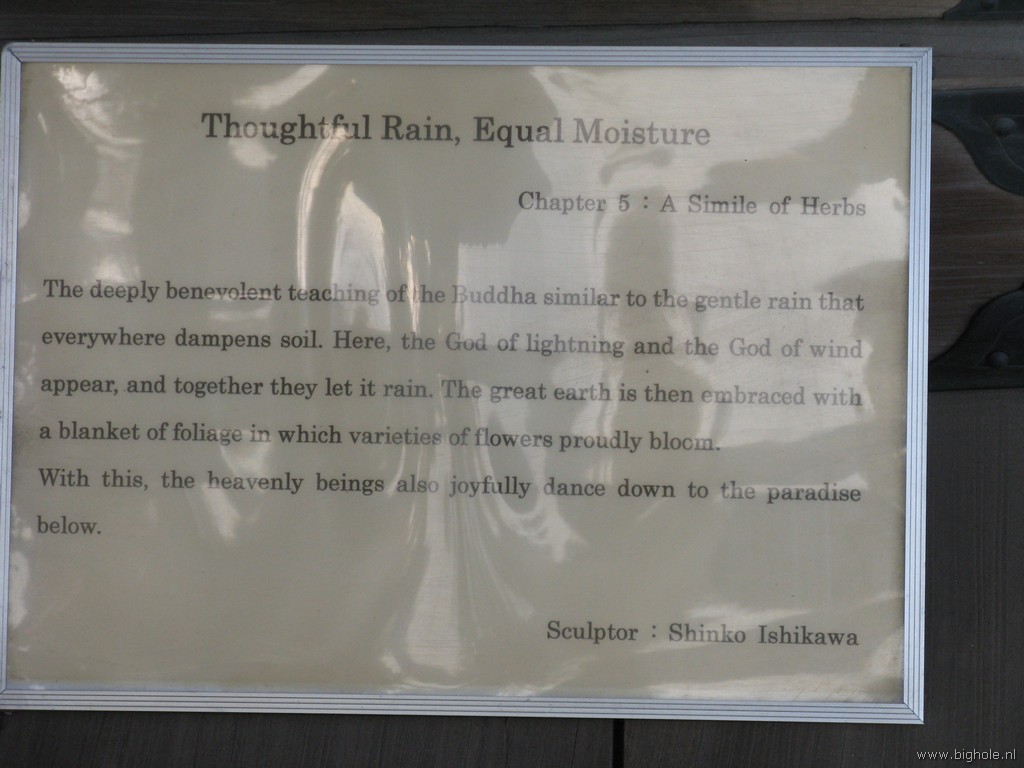 Thoughtful Rain, Equal Moisture
Chapter 5 : A Simile of Herbs
The deeply benevolent teaching of the Buddha similar to the gentle rain that
everywhere dampens soil. Here, the God of lightning and the God of wind
appear, and together they let it rain. The great earth is then embraced with
a blanket of foliage in which varieties of flowers proudly bloom.
With this, the heavenly beings also joyfully dance down to the paradise
below.
Sculptor : Shinko Ishikawa
www.bighole.nl